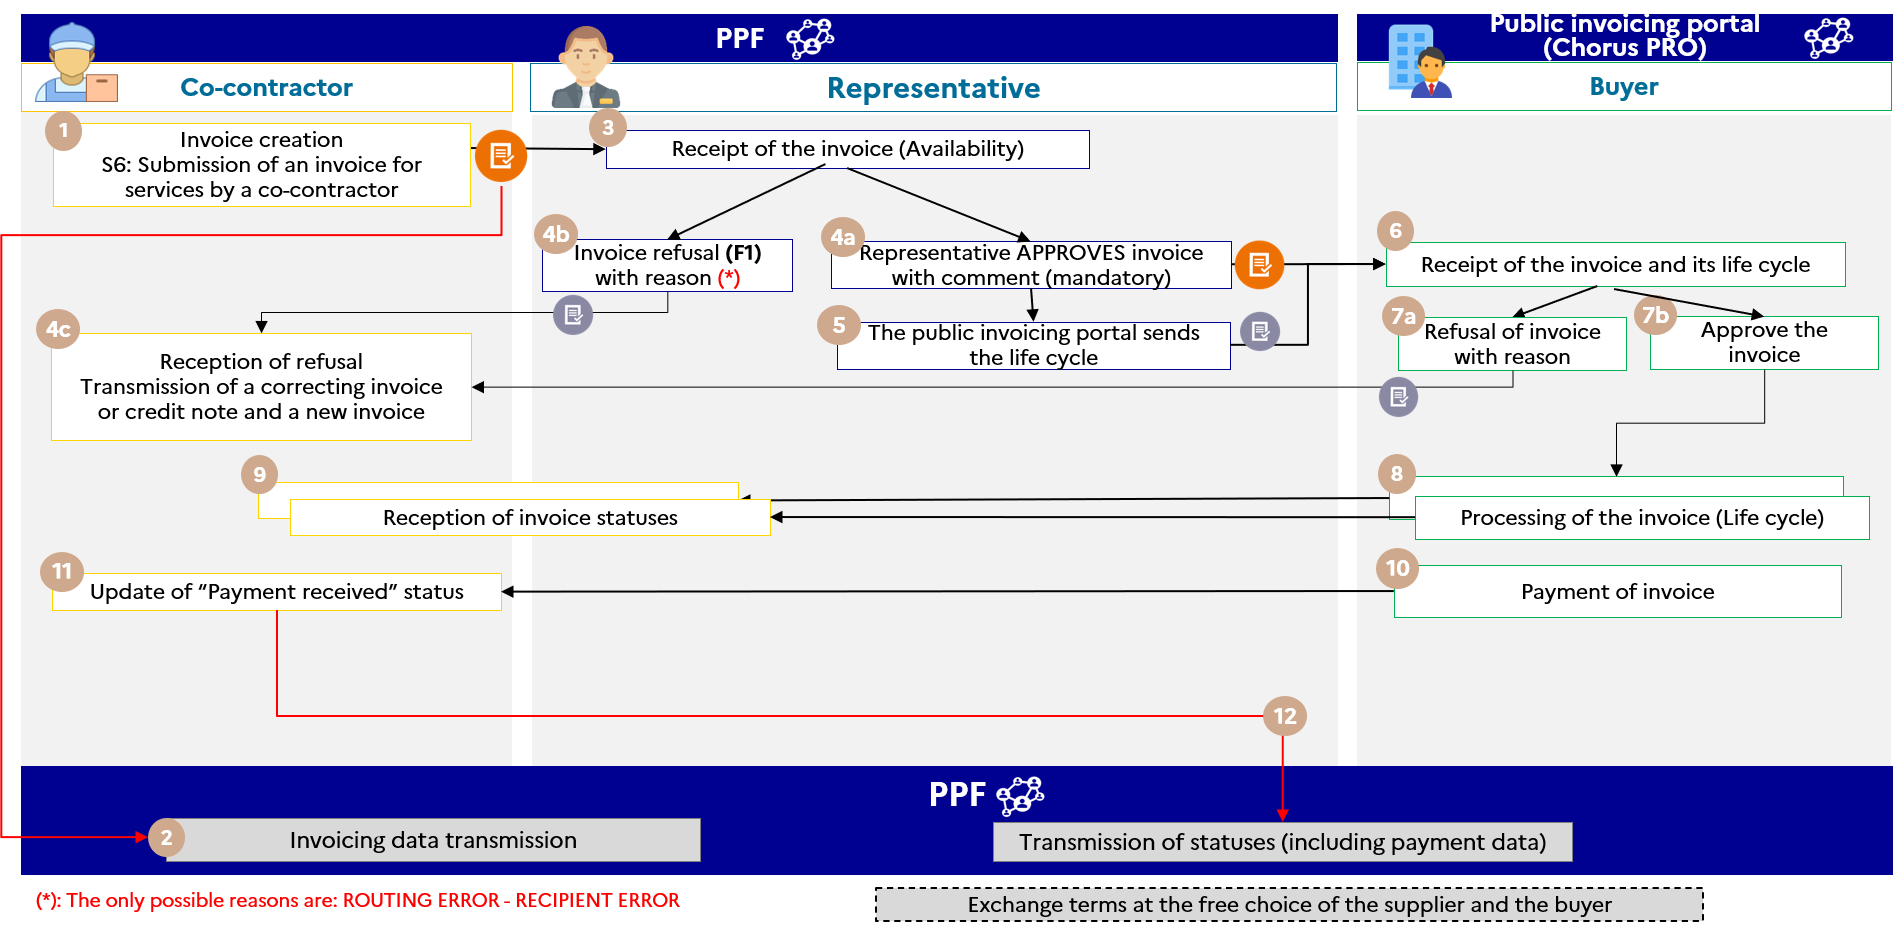 PPF
Public invoicing portal
(Chorus PRO)
Co-contractor
Representative
Buyer
1
Invoice creation
S6: Submission of an invoice for
services by a co-contractor
3
Receipt of the invoice (Availability)
4b
Invoice refusal (F1)
with reason (*)
4a
Representative APPROVES invoice
with comment (mandatory)
6
Receipt of the invoice and its life cycle
4c
Reception of refusal
Transmission of a correcting invoice
or credit note and a new invoice
5
The public invoicing portal sends
the life cycle
7a
Refusal of invoice
with reason
7b
Approve the
invoice
9
Reception of invoice statuses
8
Processing of the invoice (Life cycle)
11
Update of “Payment received” status
10
Payment of invoice
12
PPF
2
Invoicing data transmission
Transmission of statuses (including payment data)
(*): The only possible reasons are: ROUTING ERROR - RECIPIENT ERROR
Exchange terms at the free choice of the supplier and the buyer